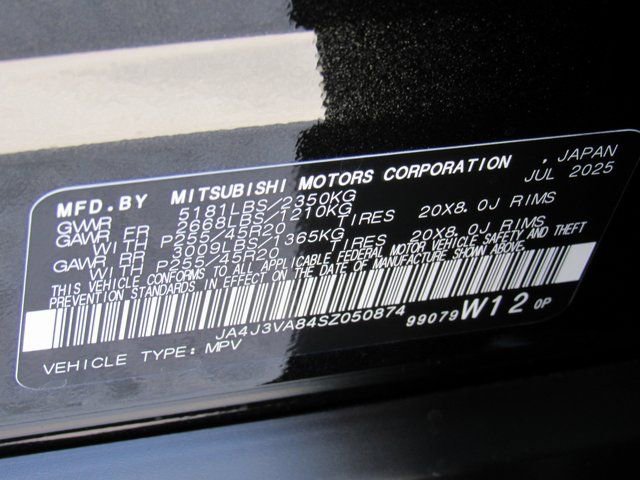 MFD.BY MITSUBISHI MOTORS CORPORATION, JAPAN
GVWR 5181LBS/2350KG JUL 2025
GAWR FR 2668LBS/1210KG
WITH P255/45R20 TIRES 20X8.0J RIMS
GAWR RR 3009LBS/1365KG
WITH P255/45R20 TIRES 20X8.0J RIMS
THIS VEHICLE CONFORMS TO ALL APPLICABLE FEDERAL MOTOR VEHICLE SAFETY AND THEFT
PREVENTION STANDARDS IN EFFECT ON THE DATE OF MANUFACTURE SHOWN ABOVE.
JA4J3VA84SZ050874
99079 W12 0P
VEHICLE TYPE: MPV